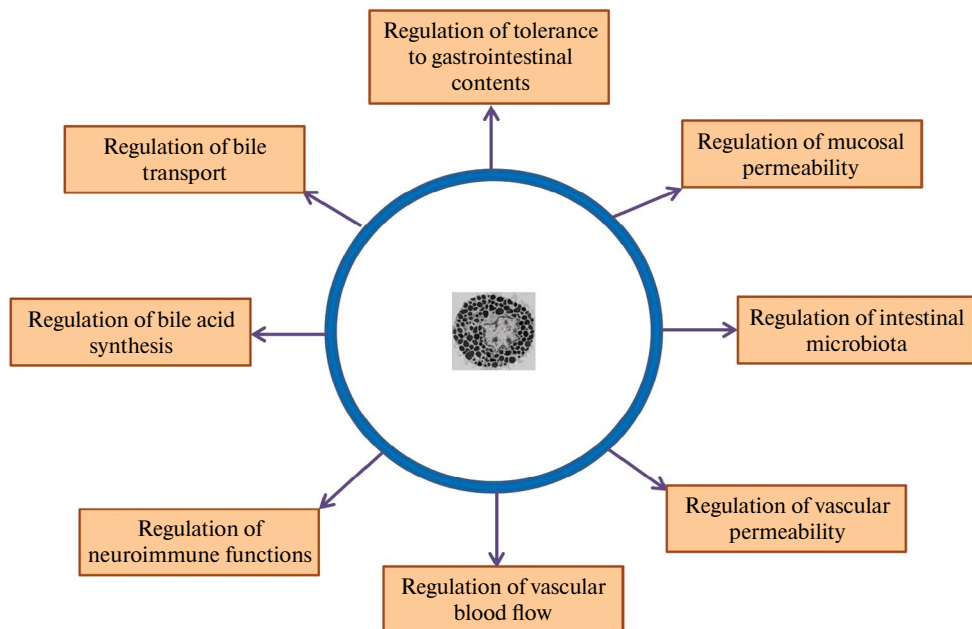 Regulation of tolerance
to gastrointestinal
contents
Regulation of bile
transport
Regulation of mucosal
permeability
Regulation of bile acid
synthesis
Regulation of intestinal
microbiota
Regulation of
neuroimmune functions
Regulation of vascular
permeability
Regulation of vascular
blood flow